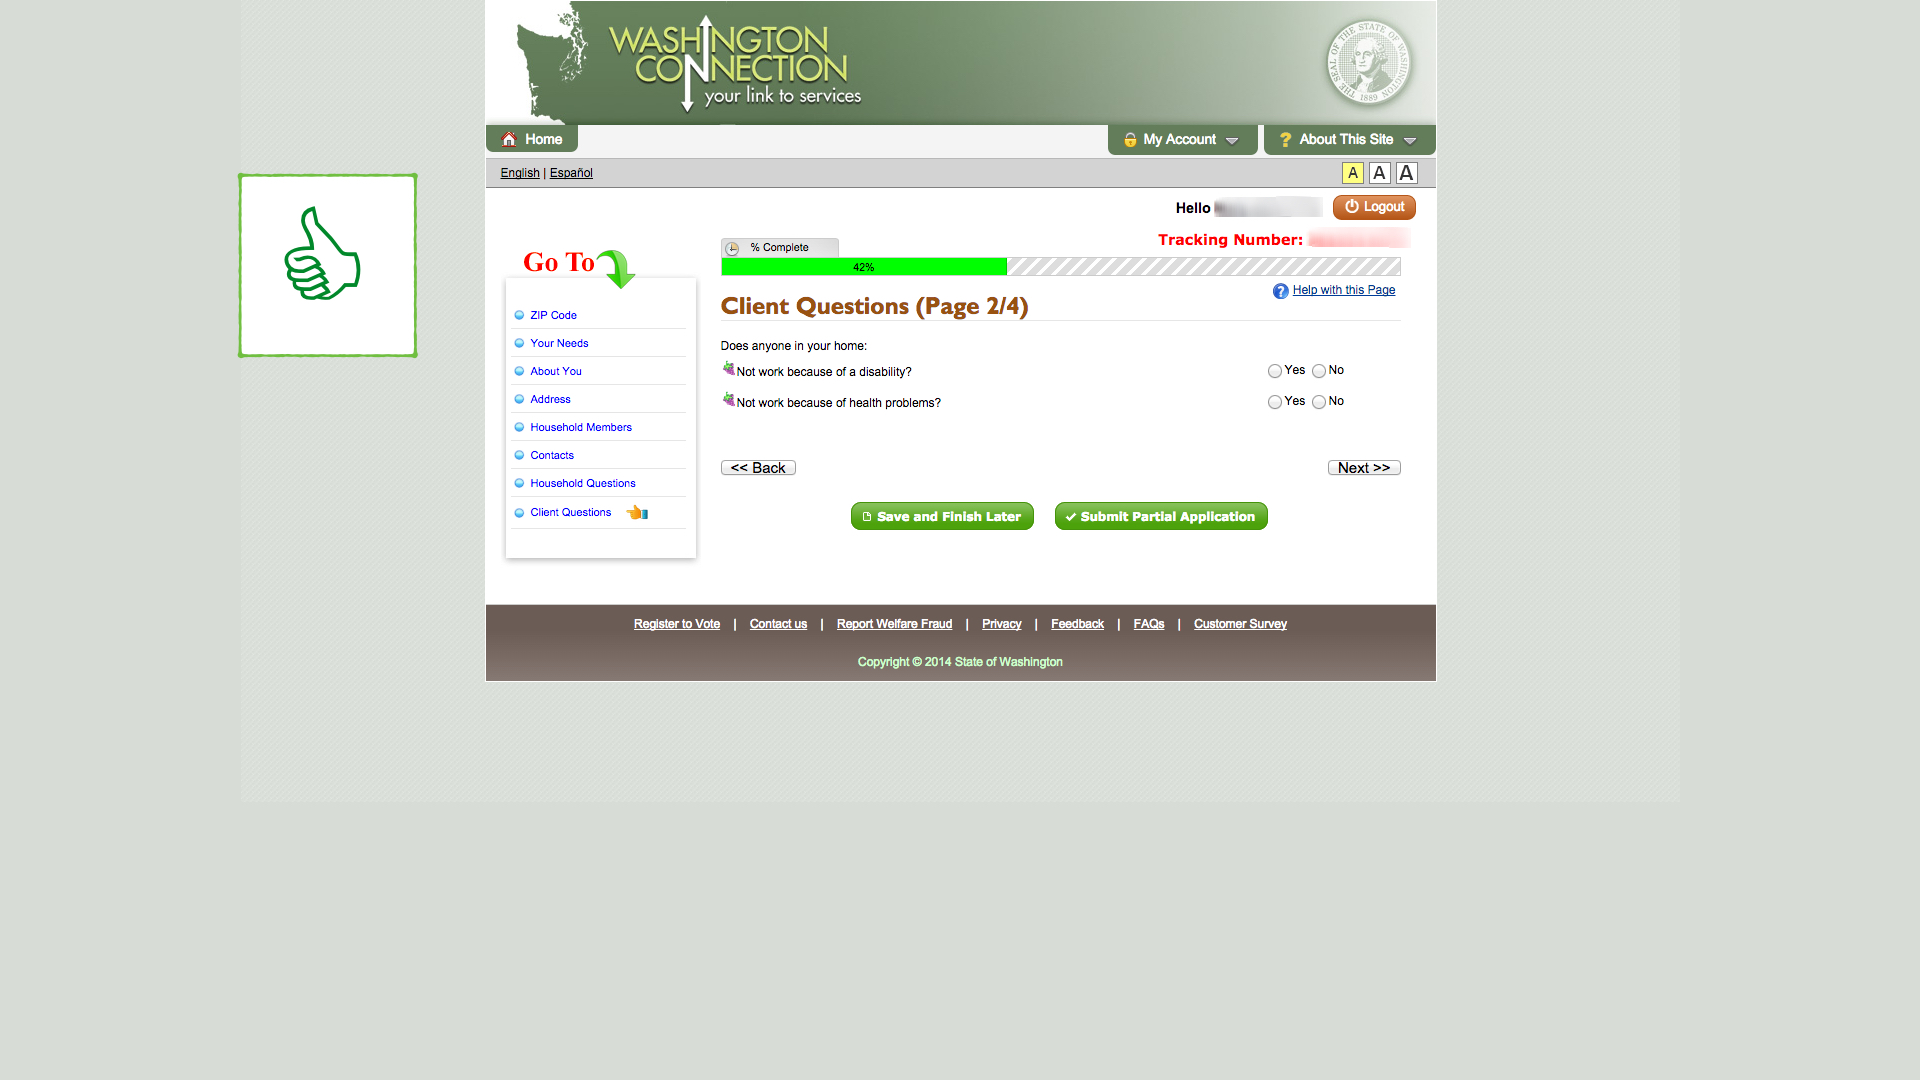 WASHINGTON
CONNECTION
your link to services
THE SEAL OF THE STATE OF WASHINGTON
1889
Home
My Account
? About This Site
English | Español
A A A
Hello
Logout
Tracking Number:
% Complete
42%
Go To
? Help with this Page
Client Questions (Page 2/4)
ZIP Code
Your Needs
About You
Address
Household Members
Contacts
Household Questions
Client Questions
Does anyone in your home:
Not work because of a disability? Yes No
Not work because of health problems? Yes No
<< Back Next >>
Save and Finish Later Submit Partial Application
Register to Vote | Contact us | Report Welfare Fraud | Privacy | Feedback | FAQs | Customer Survey
Copyright © 2014 State of Washington